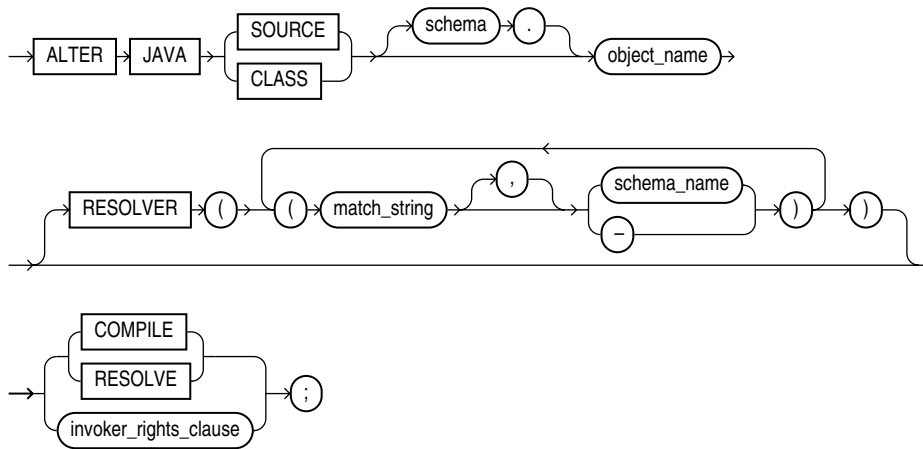 ALTER JAVA SOURCE CLASS schema . object_name
RESOLVER ( ( match_string , schema_name – ) )
COMPILE RESOLVE invoker_rights_clause ;